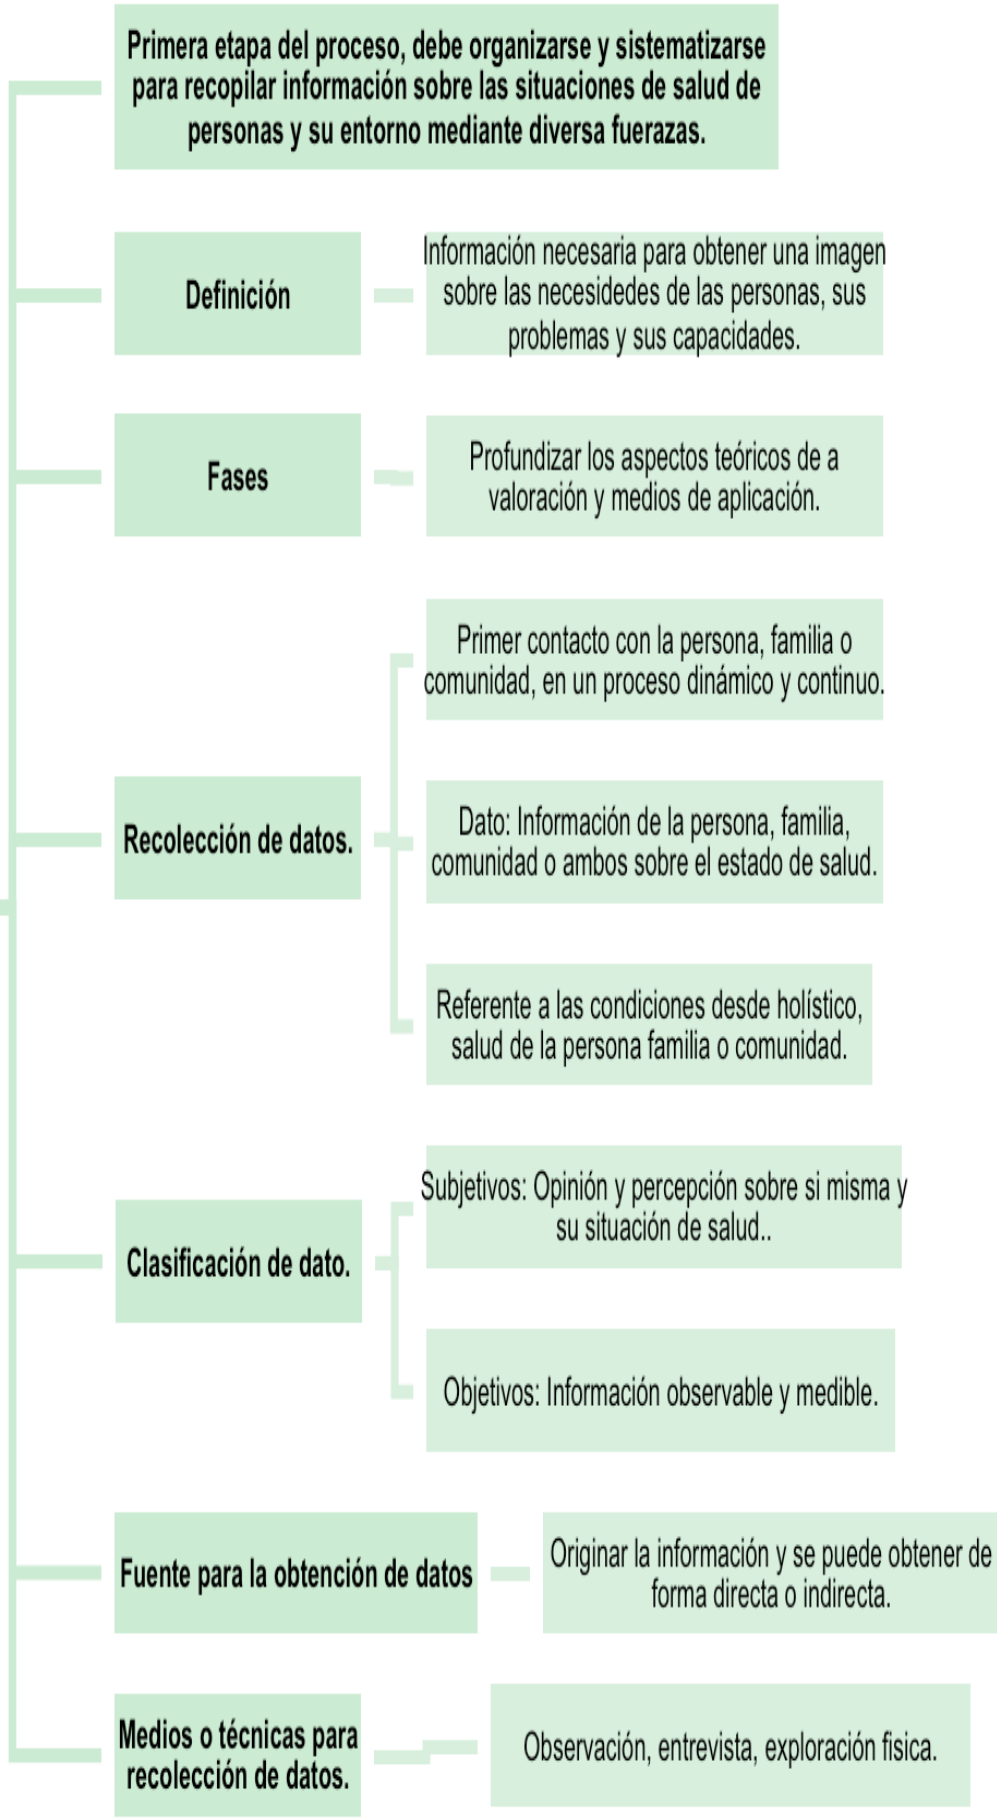 Primera etapa del proceso, debe organizarse y sistematizarse
para recopilar información sobre las situaciones de salud de
personas y su entorno mediante diversa fuerazas.
Definición
Información necesaria para obtener una imagen
sobre las necesidedes de las personas, sus
problemas y sus capacidades.
Fases
Profundizar los aspectos teóricos de a
valoración y medios de aplicación.
Recolección de datos.
Primer contacto con la persona, familia o
comunidad, en un proceso dinámico y continuo.
Dato: Información de la persona, familia,
comunidad o ambos sobre el estado de salud.
Referente a las condiciones desde holístico,
salud de la persona familia o comunidad.
Clasificación de dato.
Subjetivos: Opinión y percepción sobre si misma y
su situación de salud..
Objetivos: Información observable y medible.
Fuente para la obtención de datos
Originar la información y se puede obtener de
forma directa o indirecta.
Medios o técnicas para
recolección de datos.
Observación, entrevista, exploración fisica.